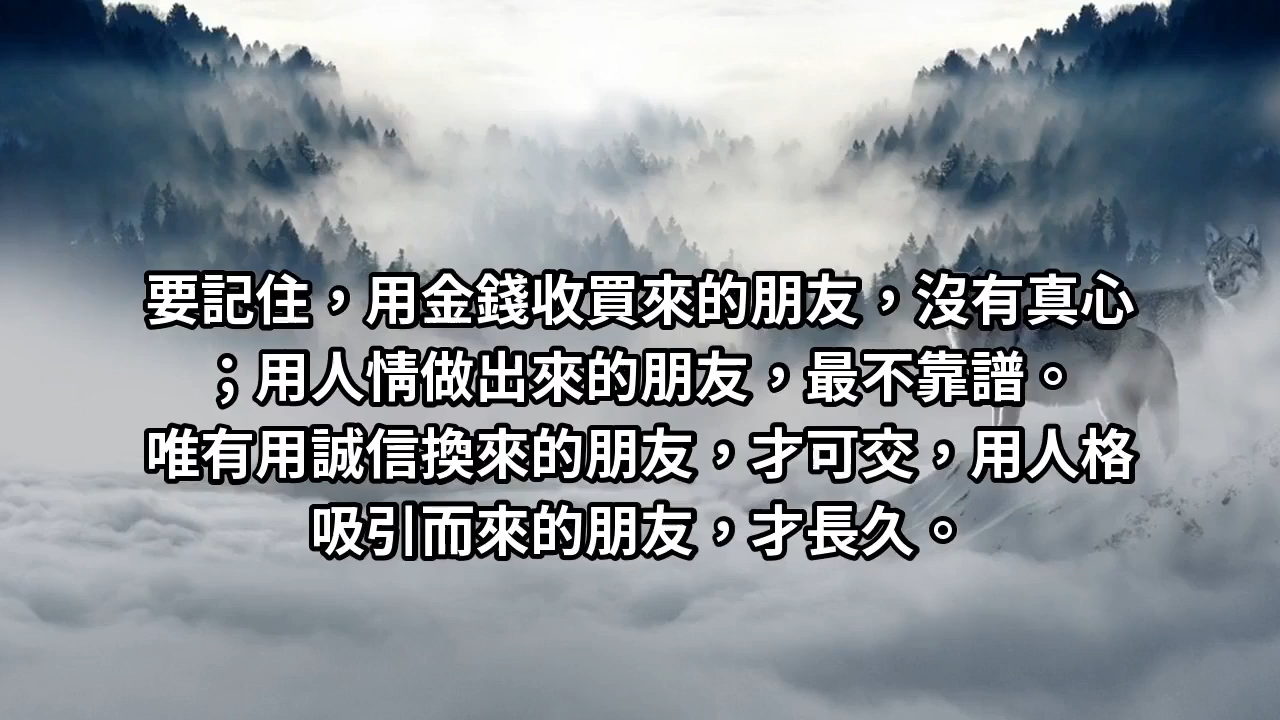 要記住，用金錢收買來的朋友，沒有真心
；用人情做出來的朋友，最不靠譜。
唯有用誠信換來的朋友，才可交，用人格
吸引而來的朋友，才長久。